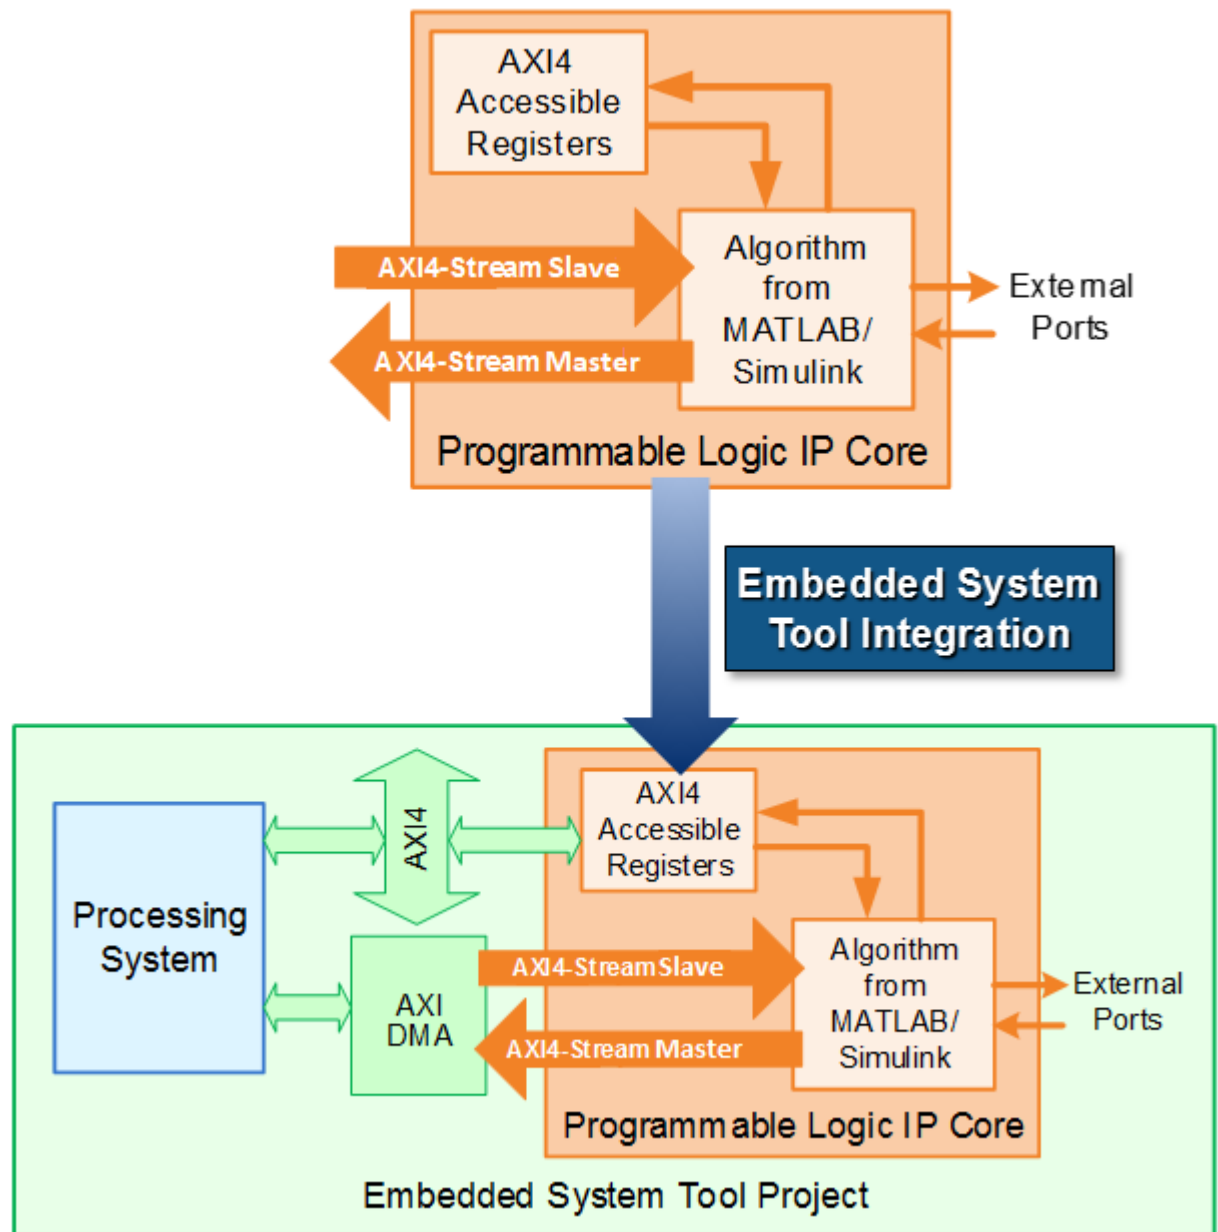 AXI4
Accessible
Registers
AXI4-Stream Slave
Algorithm
from
MATLAB/
Simulink
External
Ports
AXI4-Stream Master
Programmable Logic IP Core
Embedded System
Tool Integration
AXI4
Accessible
Registers
AXI4
Processing
System
AXI
DMA
AXI4-Stream Slave
Algorithm
from
MATLAB/
Simulink
External
Ports
AXI4-Stream Master
Programmable Logic IP Core
Embedded System Tool Project